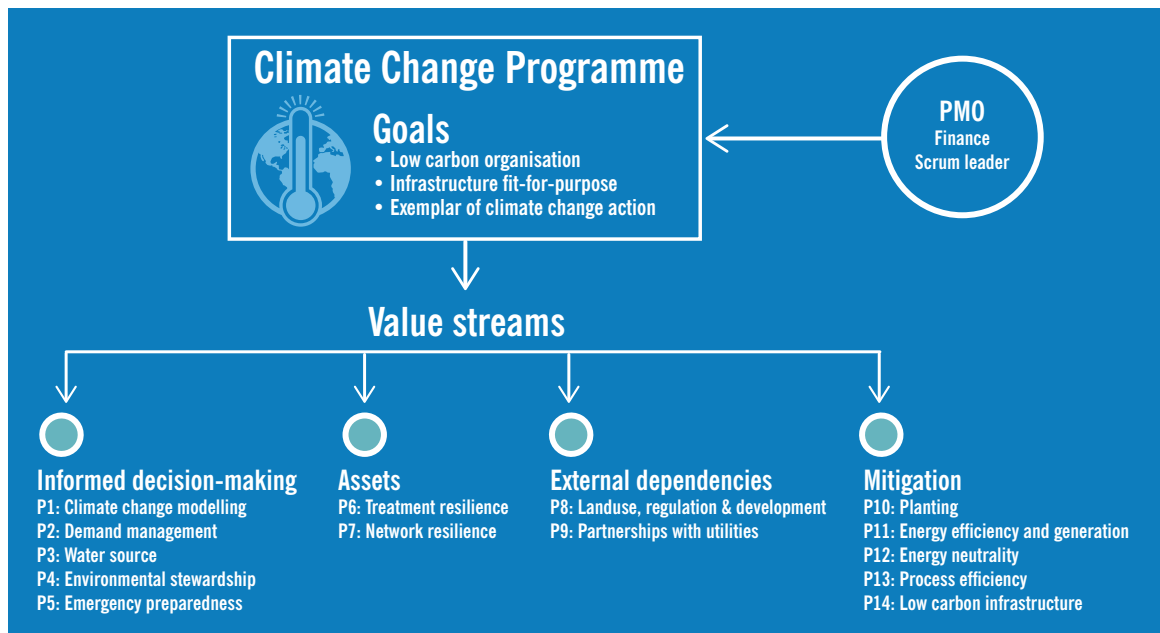 Climate Change Programme
Goals
• Low carbon organisation
• Infrastructure fit-for-purpose
• Exemplar of climate change action
PMO
Finance
Scrum leader
Value streams
Informed decision-making
P1: Climate change modelling
P2: Demand management
P3: Water source
P4: Environmental stewardship
P5: Emergency preparedness
Assets
P6: Treatment resilience
P7: Network resilience
External dependencies
P8: Landuse, regulation & development
P9: Partnerships with utilities
Mitigation
P10: Planting
P11: Energy efficiency and generation
P12: Energy neutrality
P13: Process efficiency
P14: Low carbon infrastructure